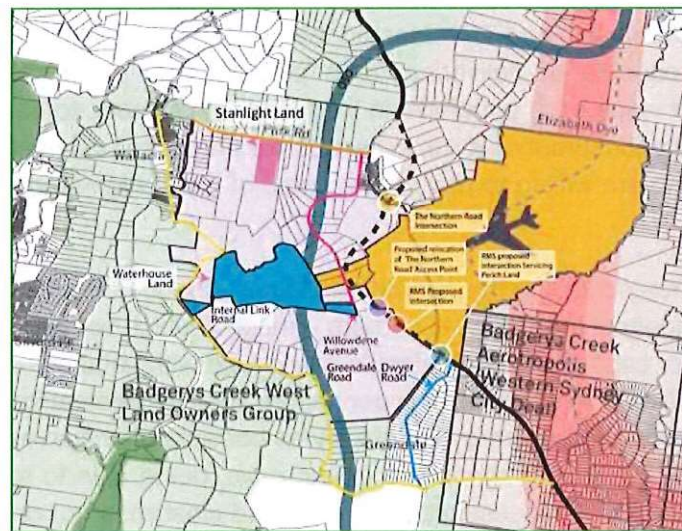 Stanlight Land
Park Rd
Elizabeth Dve
Wallacia
The Northern Road
Intersection
Proposed relocation
of The Northern
Road Access Point
RMS proposed
Intersection Servicing
Perich Land
Waterhouse
Land
Internal Link
Road
RMS Proposed
Intersection
Willowdene
Avenue
Greendale
Road
Dwyer
Road
Badgerys Creek
Aerotropolis
(Western Sydney
City Deal)
Badgerys Creek West
Land Owners Group
Greendale